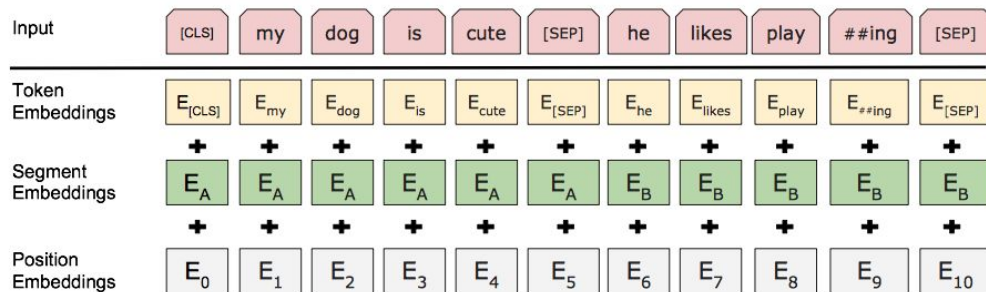 Input [CLS] my dog is cute [SEP] he likes play ##ing [SEP]
Token
Embeddings E[CLS] Emy Edog Eis Ecute E[SEP] Ehe Elikes Eplay E##ing E[SEP]
+ + + + + + + + + + +
Segment
Embeddings EA EA EA EA EA EA EB EB EB EB EB
+ + + + + + + + + + +
Position
Embeddings E0 E1 E2 E3 E4 E5 E6 E7 E8 E9 E10